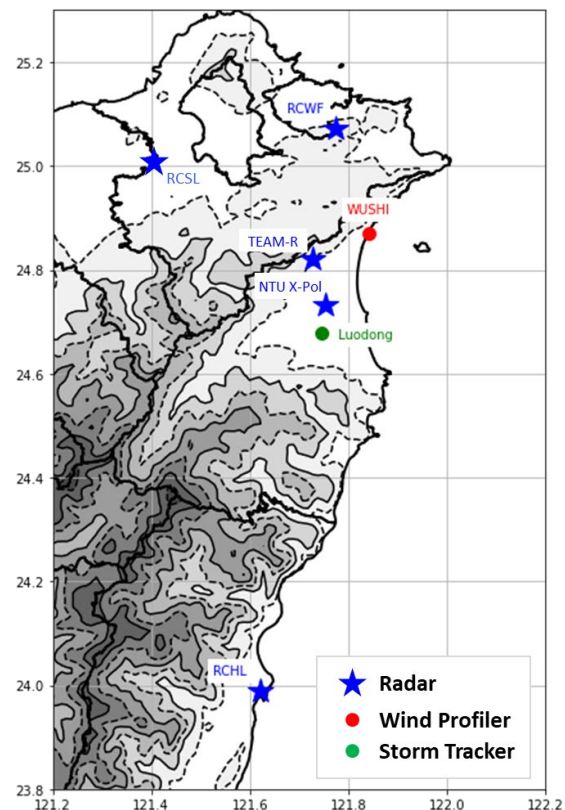 25.2
RCWF
25.0
RCSL
WUSHI
TEAM-R
24.8
NTU X-Pol
Luodong
24.6
24.4
24.2
RCHL
24.0
Radar
Wind Profiler
Storm Tracker
23.8
121.2 121.4 121.6 121.8 122.0 122.2